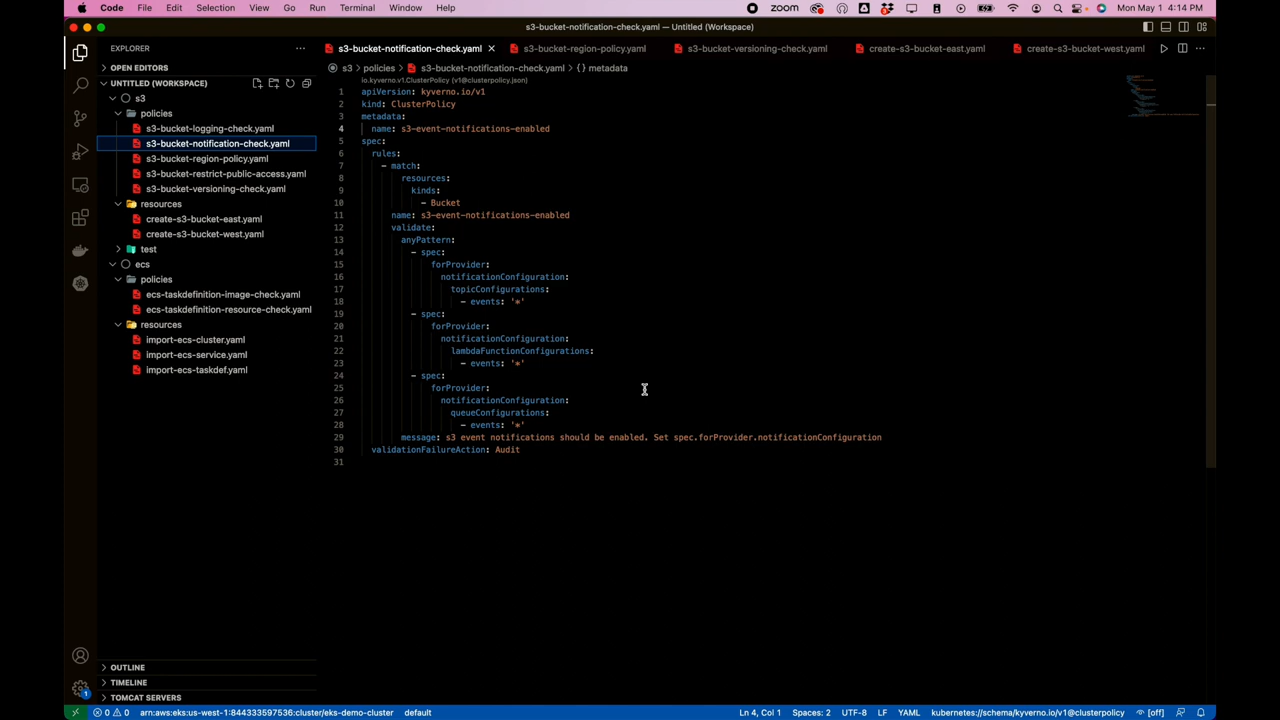 Code File Edit Selection View Go Run Terminal Window Help zoom Mon May 1 4:14 PM
s3-bucket-notification-check.yaml — Untitled (Workspace)
EXPLORER
s3-bucket-notification-check.yaml s3-bucket-region-policy.yaml s3-bucket-versioning-check.yaml create-s3-bucket-east.yaml create-s3-bucket-west.yaml
OPEN EDITORS
s3 > policies > s3-bucket-notification-check.yaml > {} metadata
UNTITLED (WORKSPACE)
s3
policies
s3-bucket-logging-check.yaml
s3-bucket-notification-check.yaml
s3-bucket-region-policy.yaml
s3-bucket-restrict-public-access.yaml
s3-bucket-versioning-check.yaml
resources
create-s3-bucket-east.yaml
create-s3-bucket-west.yaml
test
ecs
policies
ecs-taskdefinition-image-check.yaml
ecs-taskdefinition-resource-check.yaml
resources
import-ecs-cluster.yaml
import-ecs-service.yaml
import-ecs-taskdef.yaml
OUTLINE
TIMELINE
TOMCAT SERVERS
io.kyverno.v1.ClusterPolicy (v1@clusterpolicy.json)
1 apiVersion: kyverno.io/v1
2 kind: ClusterPolicy
3 metadata:
4 name: s3-event-notifications-enabled
5 spec:
6 rules:
7 - match:
8 resources:
9 kinds:
10 - Bucket
11 name: s3-event-notifications-enabled
12 validate:
13 anyPattern:
14 - spec:
15 forProvider:
16 notificationConfiguration:
17 topicConfigurations:
18 - events: '*'
19 - spec:
20 forProvider:
21 notificationConfiguration:
22 lambdaFunctionConfigurations:
23 - events: '*'
24 - spec:
25 forProvider:
26 notificationConfiguration:
27 queueConfigurations:
28 - events: '*'
29 message: s3 event notifications should be enabled. Set spec.forProvider.notificationConfiguration
30 validationFailureAction: Audit
31
1
0 0 arn:aws:eks:us-west-1:844333597536:cluster/eks-demo-cluster default Ln 4, Col 1 Spaces: 2 UTF-8 LF YAML kubernetes://schema/kyverno.io/v1@clusterpolicy [off]